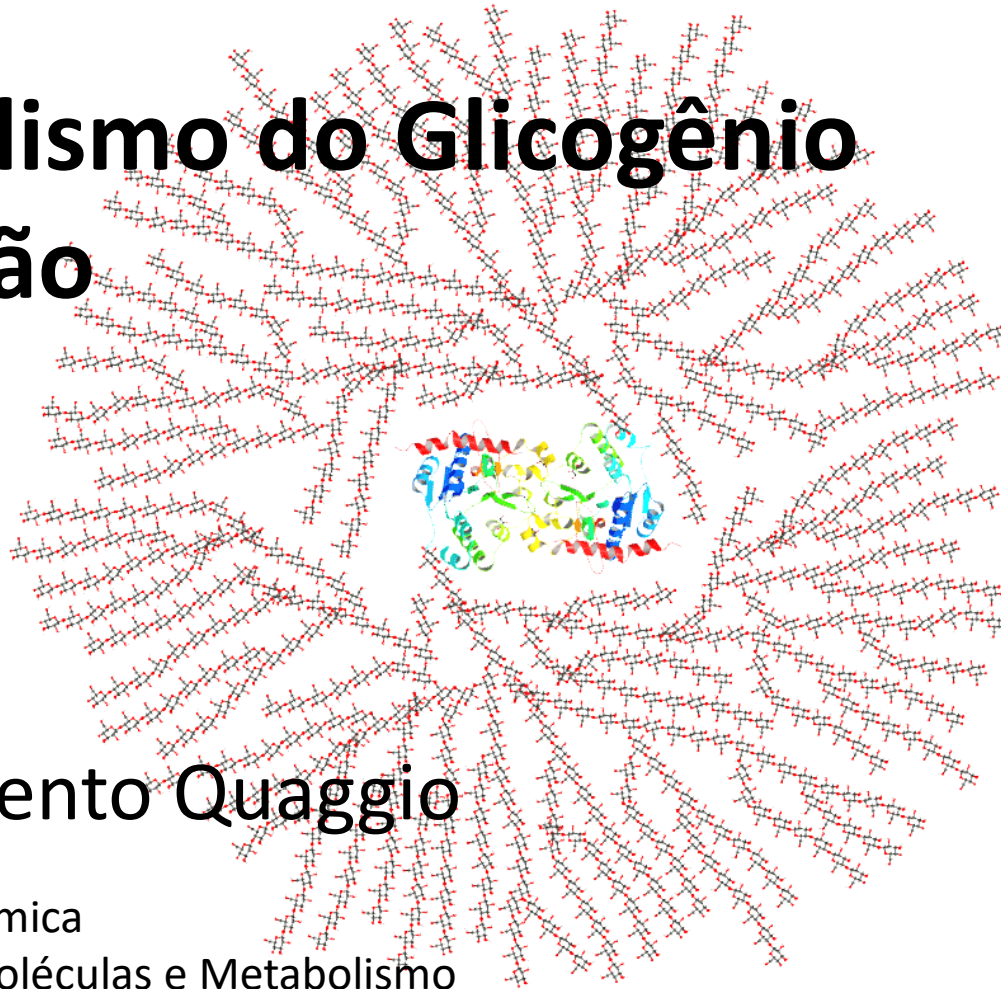 lismo do Glicogênio
ão
ento Quaggio
mica
oléculas e Metabolismo